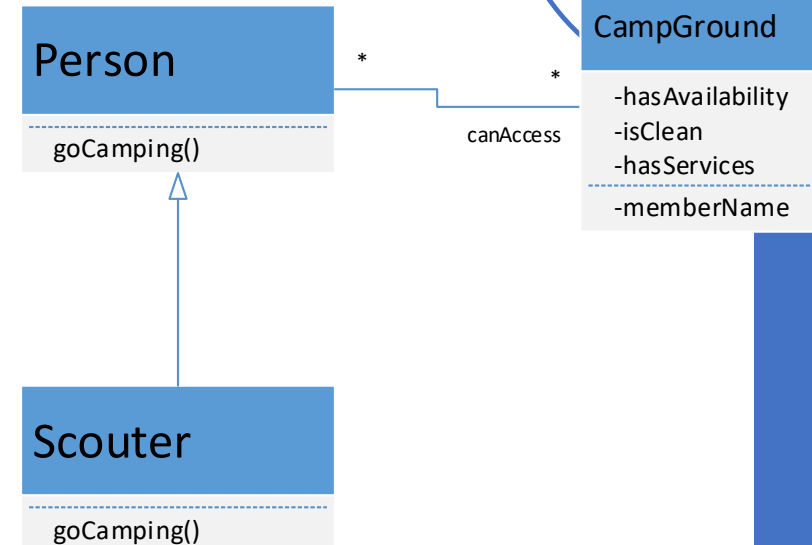 Person
goCamping()
*
*
canAccess
CampGround
-hasAvailability
-isClean
-hasServices
-memberName
Scouter
goCamping()